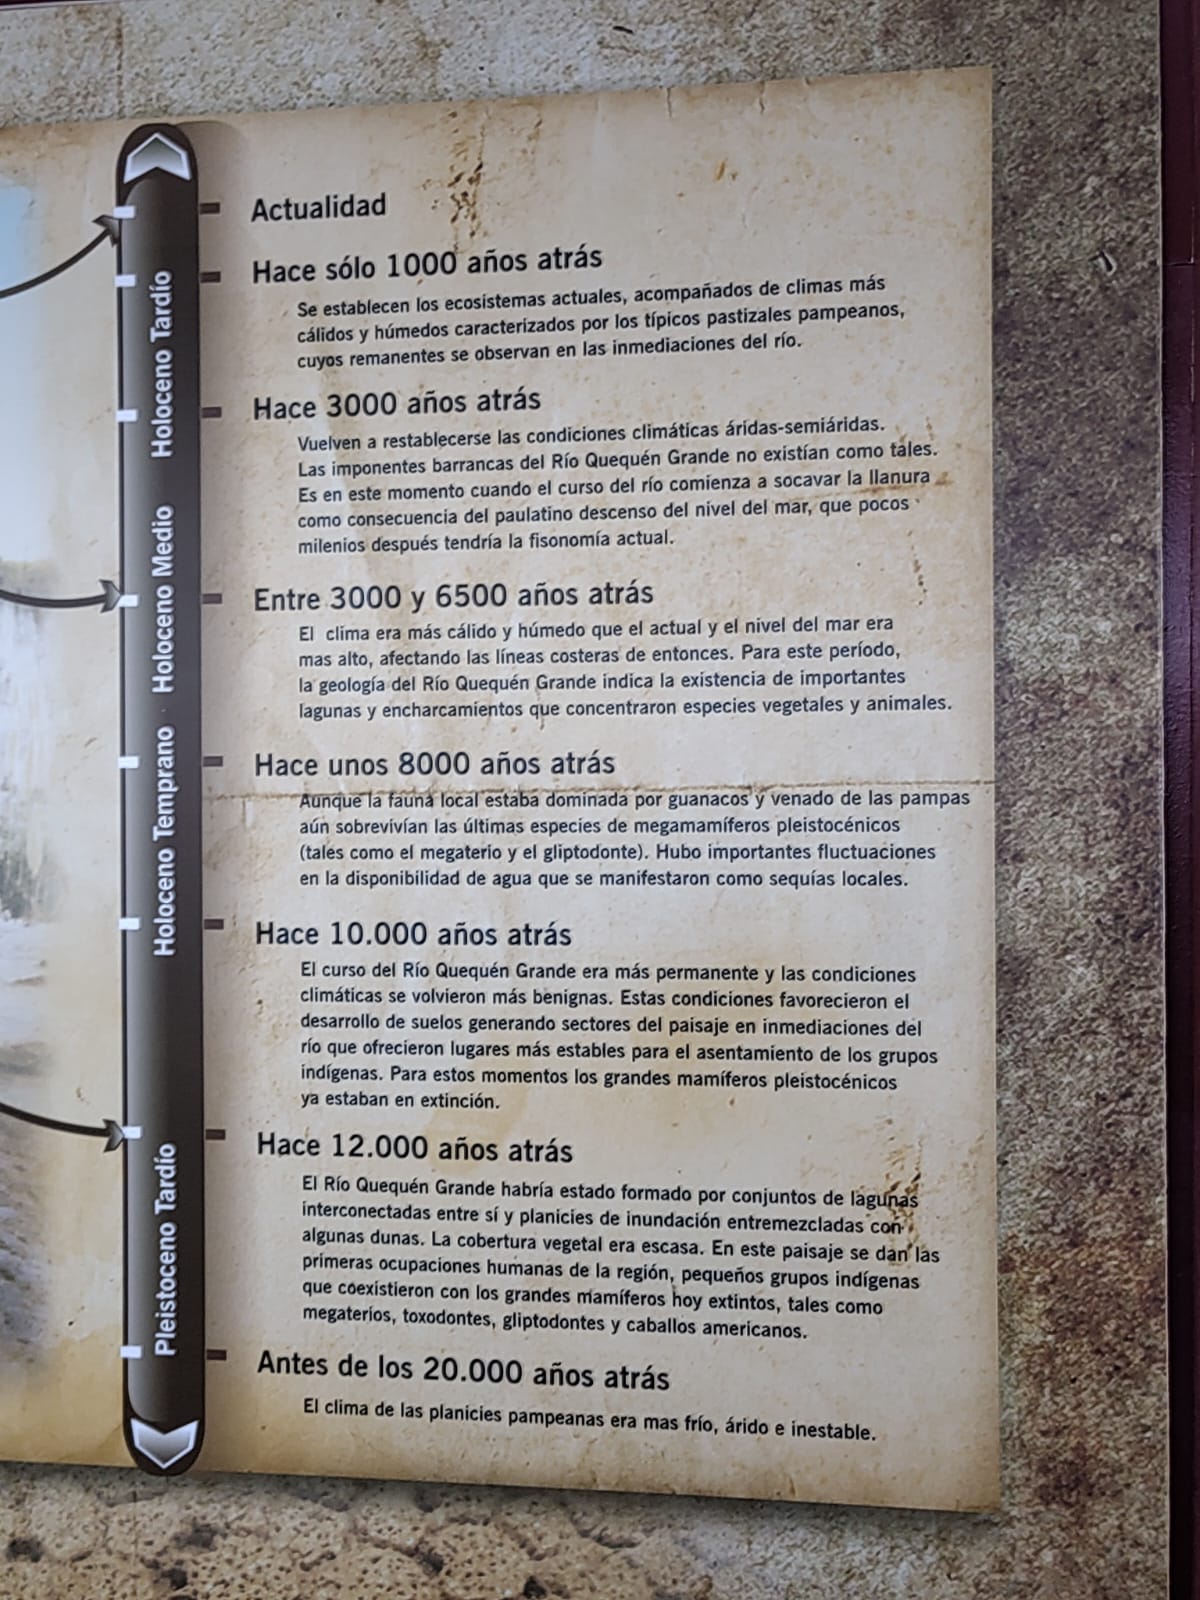 Actualidad
Hace sólo 1000 años atrás
Se establecen los ecosistemas actuales, acompañados de climas más
cálidos y húmedos caracterizados por los típicos pastizales pampeanos,
cuyos remanentes se observan en las inmediaciones del río.
Hace 3000 años atrás
Vuelven a restablecerse las condiciones climáticas áridas-semiáridas.
Las imponentes barrancas del Río Quequén Grande no existían como tales.
Es en este momento cuando el curso del río comienza a socavar la llanura
como consecuencia del paulatino descenso del nivel del mar, que pocos
milenios después tendría la fisonomía actual.
Entre 3000 y 6500 años atrás
El clima era más cálido y húmedo que el actual y el nivel del mar era
mas alto, afectando las líneas costeras de entonces. Para este período,
la geología del Río Quequén Grande indica la existencia de importantes
lagunas y encharcamientos que concentraron especies vegetales y animales.
Hace unos 8000 años atrás
Aunque la fauna local estaba dominada por guanacos y venado de las pampas
aún sobrevivían las últimas especies de megamamíferos pleistocénicos
(tales como el megaterio y el gliptodonte). Hubo importantes fluctuaciones
en la disponibilidad de agua que se manifestaron como sequías locales.
Hace 10.000 años atrás
El curso del Río Quequén Grande era más permanente y las condiciones
climáticas se volvieron más benignas. Estas condiciones favorecieron el
desarrollo de suelos generando sectores del paisaje en inmediaciones del
río que ofrecieron lugares más estables para el asentamiento de los grupos
indígenas. Para estos momentos los grandes mamíferos pleistocénicos
ya estaban en extinción.
Hace 12.000 años atrás
El Río Quequén Grande habría estado formado por conjuntos de lagunas
interconectadas entre sí y planicies de inundación entremezcladas con
algunas dunas. La cobertura vegetal era escasa. En este paisaje se dan las
primeras ocupaciones humanas de la región, pequeños grupos indígenas
que coexistieron con los grandes mamíferos hoy extintos, tales como
megaterios, toxodontes, gliptodontes y caballos americanos.
Antes de los 20.000 años atrás
El clima de las planicies pampeanas era mas frío, árido e inestable.
Holoceno Tardío
Holoceno Medio
Holoceno Temprano
Pleistoceno Tardío